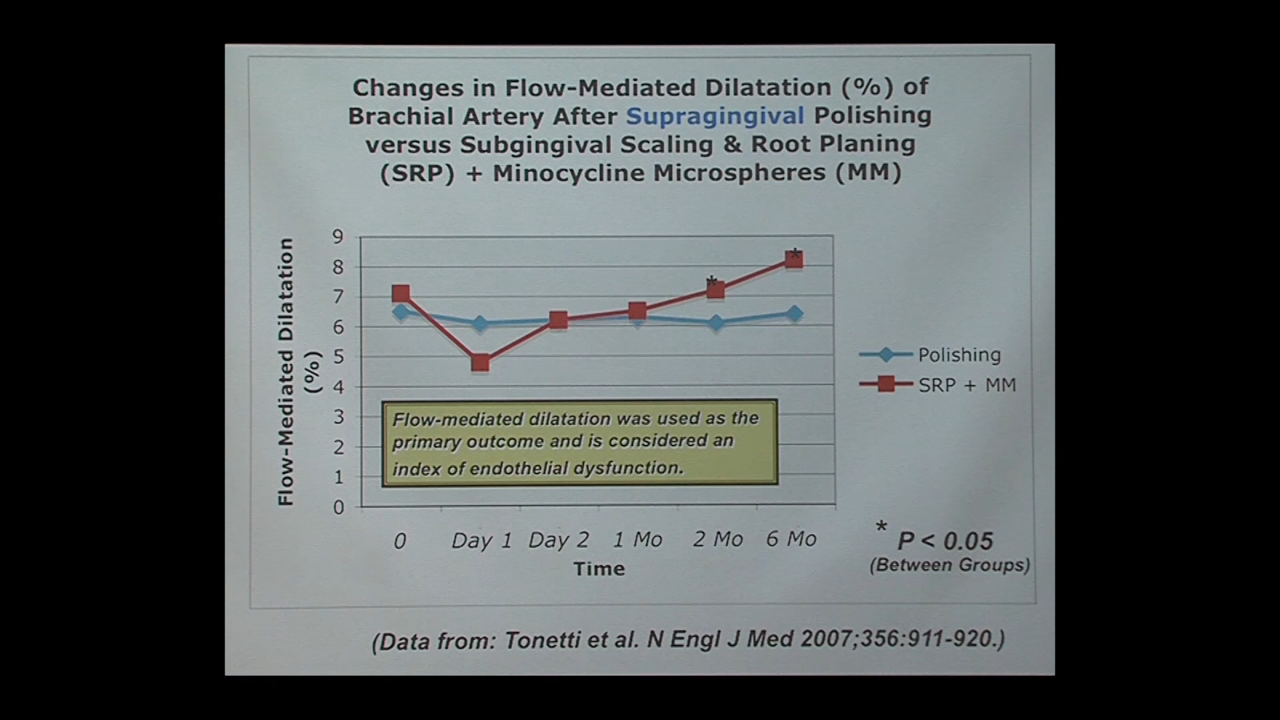 Changes in Flow-Mediated Dilatation (%) of
Brachial Artery After Supragingival Polishing
versus Subgingival Scaling & Root Planing
(SRP) + Minocycline Microspheres (MM)
Flow-Mediated Dilatation
(%)
9
8
7
6
5
4
3
2
1
0
*
*
Polishing
SRP + MM
Flow-mediated dilatation was used as the
primary outcome and is considered an
index of endothelial dysfunction.
0 Day 1 Day 2 1 Mo 2 Mo 6 Mo
Time
* P < 0.05
(Between Groups)
(Data from: Tonetti et al. N Engl J Med 2007;356:911-920.)